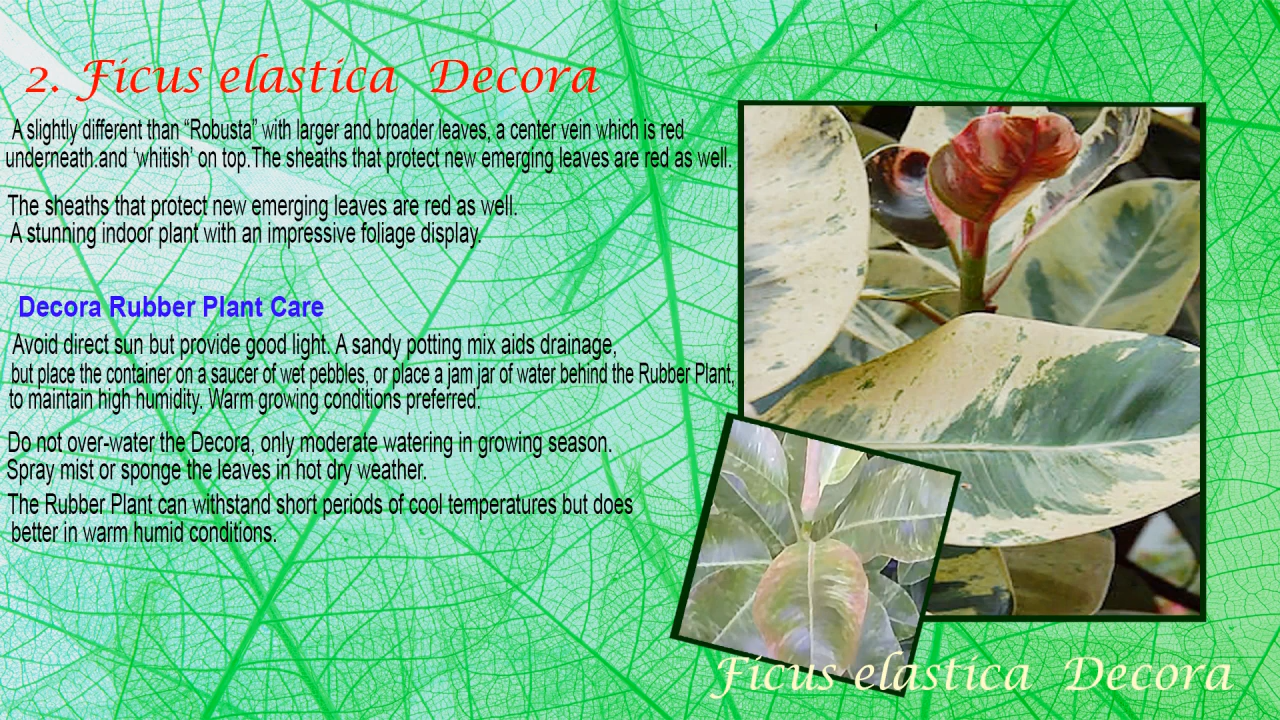 2. Ficus elastica Decora
A slightly different than “Robusta” with larger and broader leaves, a center vein which is red
underneath.and ‘whitish’ on top.The sheaths that protect new emerging leaves are red as well.
The sheaths that protect new emerging leaves are red as well.
A stunning indoor plant with an impressive foliage display.
Decora Rubber Plant Care
Avoid direct sun but provide good light. A sandy potting mix aids drainage,
but place the container on a saucer of wet pebbles, or place a jam jar of water behind the Rubber Plant,
to maintain high humidity. Warm growing conditions preferred.
Do not over-water the Decora, only moderate watering in growing season.
Spray mist or sponge the leaves in hot dry weather.
The Rubber Plant can withstand short periods of cool temperatures but does
better in warm humid conditions.
Ficus elastica Decora